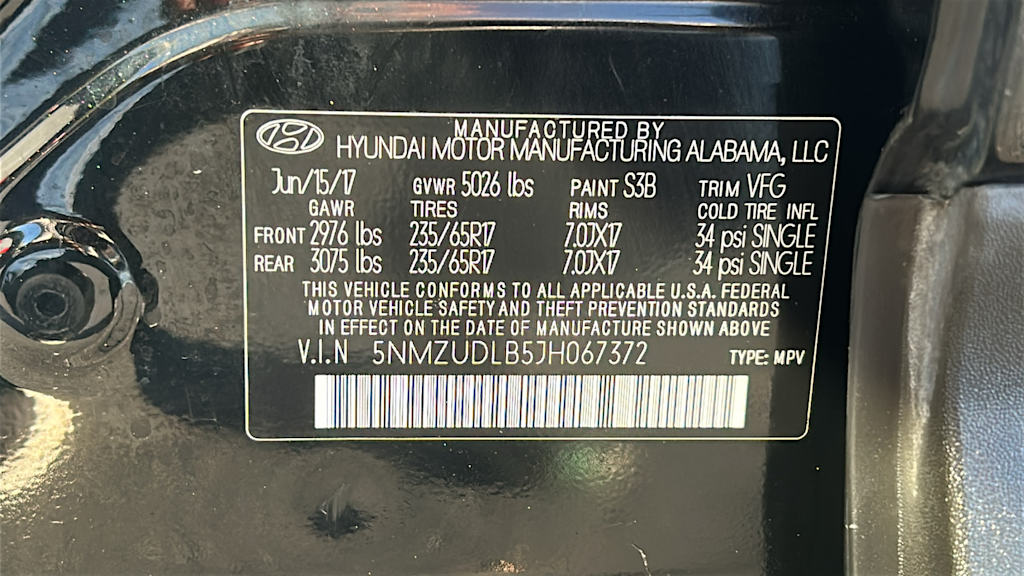 MANUFACTURED BY
HYUNDAI MOTOR MANUFACTURING ALABAMA, LLC
Jun/15/17 GVWR 5026 lbs PAINT S3B TRIM VFG
GAWR TIRES RIMS COLD TIRE INFL
FRONT 2976 lbs 235/65R17 7.0JX17 34 psi SINGLE
REAR 3075 lbs 235/65R17 7.0JX17 34 psi SINGLE
THIS VEHICLE CONFORMS TO ALL APPLICABLE U.S.A. FEDERAL
MOTOR VEHICLE SAFETY AND THEFT PREVENTION STANDARDS
IN EFFECT ON THE DATE OF MANUFACTURE SHOWN ABOVE
V.I.N 5NMZUDLB5JH067372 TYPE: MPV